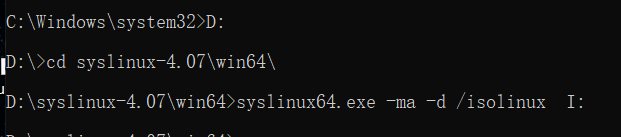 C:\Windows\system32>D:
D:\>cd syslinux-4.07\win64\
D:\syslinux-4.07\win64>syslinux64.exe -ma -d /isolinux  I: